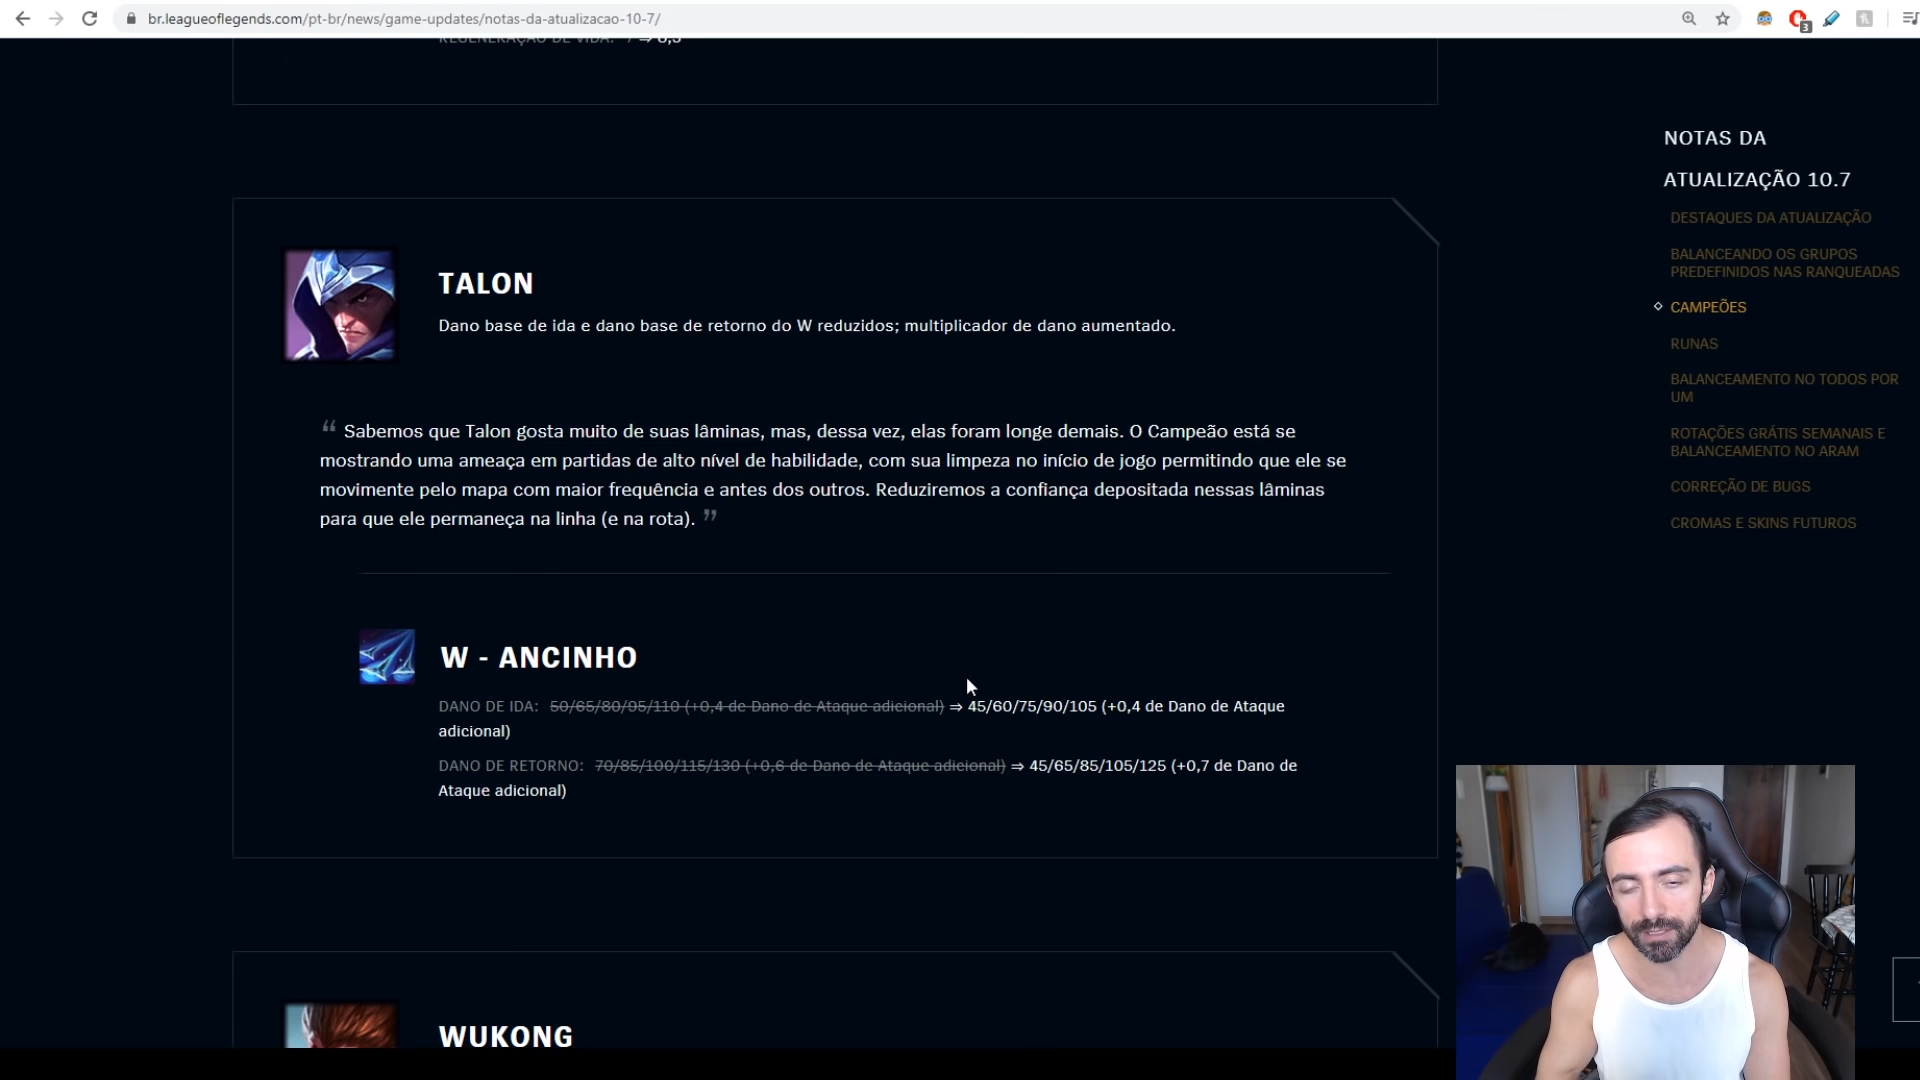 br.leagueoflegends.com/pt-br/news/game-updates/notas-da-atualizacao-10-7/
3
REGENERAÇÃO DE VIDA: 7 ⇒ 8,5
TALON
Dano base de ida e dano base de retorno do W reduzidos; multiplicador de dano aumentado.
“ Sabemos que Talon gosta muito de suas lâminas, mas, dessa vez, elas foram longe demais. O Campeão está se
mostrando uma ameaça em partidas de alto nível de habilidade, com sua limpeza no início de jogo permitindo que ele se
movimente pelo mapa com maior frequência e antes dos outros. Reduziremos a confiança depositada nessas lâminas
para que ele permaneça na linha (e na rota). ”
W - ANCINHO
DANO DE IDA: 50/65/80/95/110 (+0,4 de Dano de Ataque adicional) ⇒ 45/60/75/90/105 (+0,4 de Dano de Ataque
adicional)
DANO DE RETORNO: 70/85/100/115/130 (+0,6 de Dano de Ataque adicional) ⇒ 45/65/85/105/125 (+0,7 de Dano de
Ataque adicional)
WUKONG
NOTAS DA
ATUALIZAÇÃO 10.7
DESTAQUES DA ATUALIZAÇÃO
BALANCEANDO OS GRUPOS
PREDEFINIDOS NAS RANQUEADAS
CAMPEÕES
RUNAS
BALANCEAMENTO NO TODOS POR
UM
ROTAÇÕES GRÁTIS SEMANAIS E
BALANCEAMENTO NO ARAM
CORREÇÃO DE BUGS
CROMAS E SKINS FUTUROS